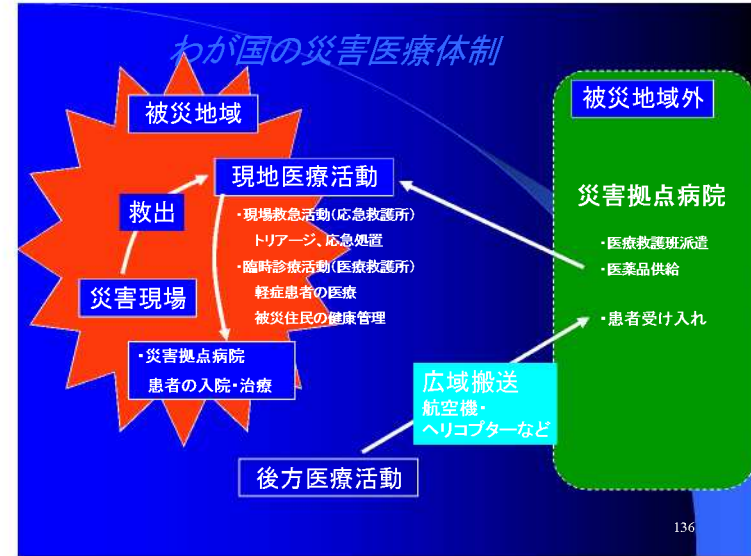 わが国の災害医療体制
被災地域
被災地域外
現地医療活動
災害拠点病院
救出
・現場救急活動(応急救護所)
トリアージ、応急処置
・臨時診療活動(医療救護所)
軽症患者の医療
被災住民の健康管理
・医療救護班派遣
・医薬品供給
・患者受け入れ
災害現場
・災害拠点病院
患者の入院・治療
広域搬送
航空機・
ヘリコプターなど
後方医療活動
136